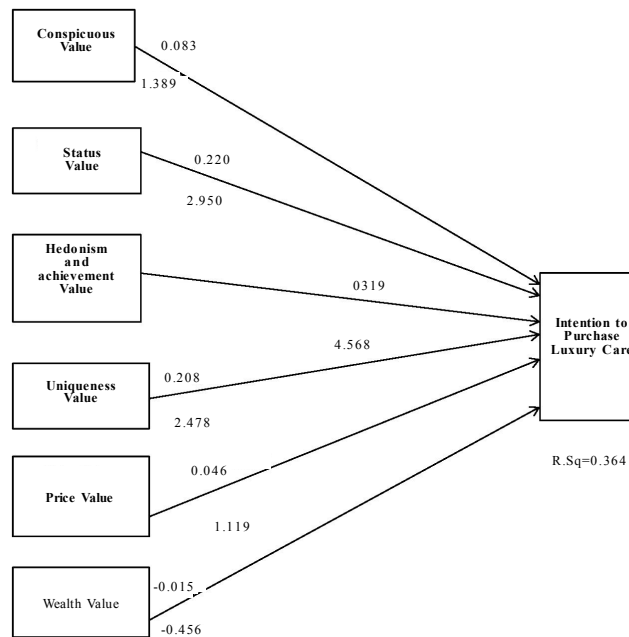 Conspicuous
Value
0.083
1.389
Status
Value
0.220
2.950
Hedonism
and
achievement
Value
0319
4.568
Uniqueness
Value
0.208
2.478
Price Value
0.046
1.119
Wealth Value
-0.015
-0.456
Intention to
Purchase
Luxury Care
R.Sq=0.364